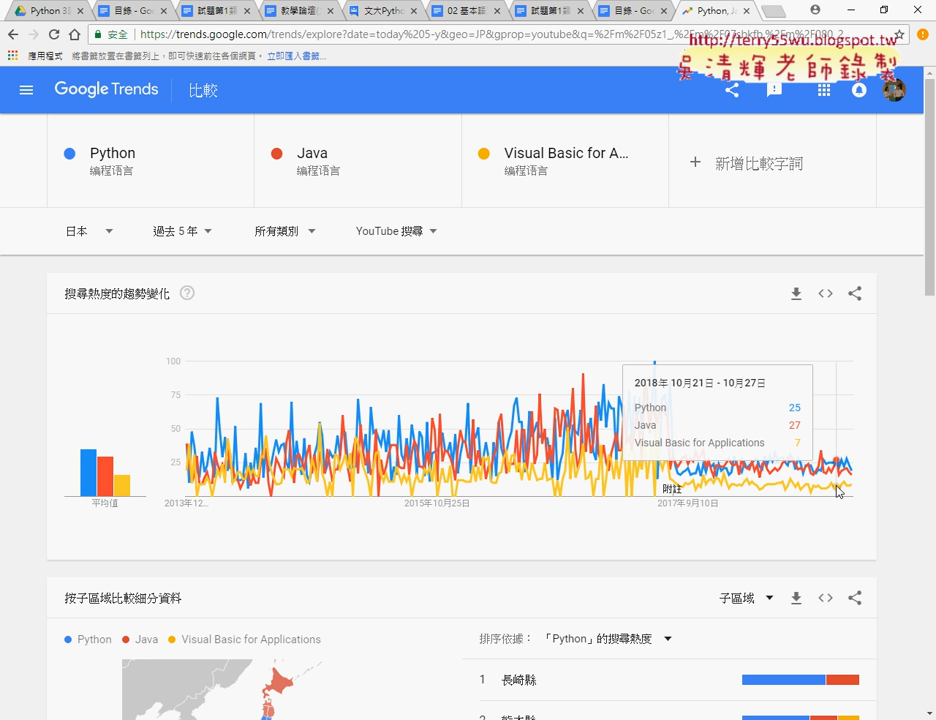 Python 3
目錄 - Go
試題第1
教學論壇
文大Pytho
02 基本語
試題第1
目錄 - Go
Python, J
安全 | https://trends.google.com/trends/explore?date=today%205-y&geo=JP&gprop=youtube&q=%2Fm%2F05z1_,%2Fm%2F07sbkfb,%2Fm%2F080_2
應用程式 將書籤放置在書籤列上，即可快速前往各個網頁。 立即匯入書籤...
http://terry55wu.blogspot.tw
吳清輝老師錄製
Google Trends 比較
Python
编程语言
Java
编程语言
Visual Basic for A...
编程语言
+ 新增比較字詞
日本 過去 5 年 所有類別 YouTube 搜尋
搜尋熱度的趨勢變化
100
75
50
25
平均值
2013年 12...
2015年10月25日
2017年9月10日
附註
2018年 10月21日 - 10月27日
Python 25
Java 27
Visual Basic for Applications 7
按子區域比較細分資料
子區域
Python Java Visual Basic for Applications
排序依據：「Python」的搜尋熱度
1 長崎縣
2 熊本縣